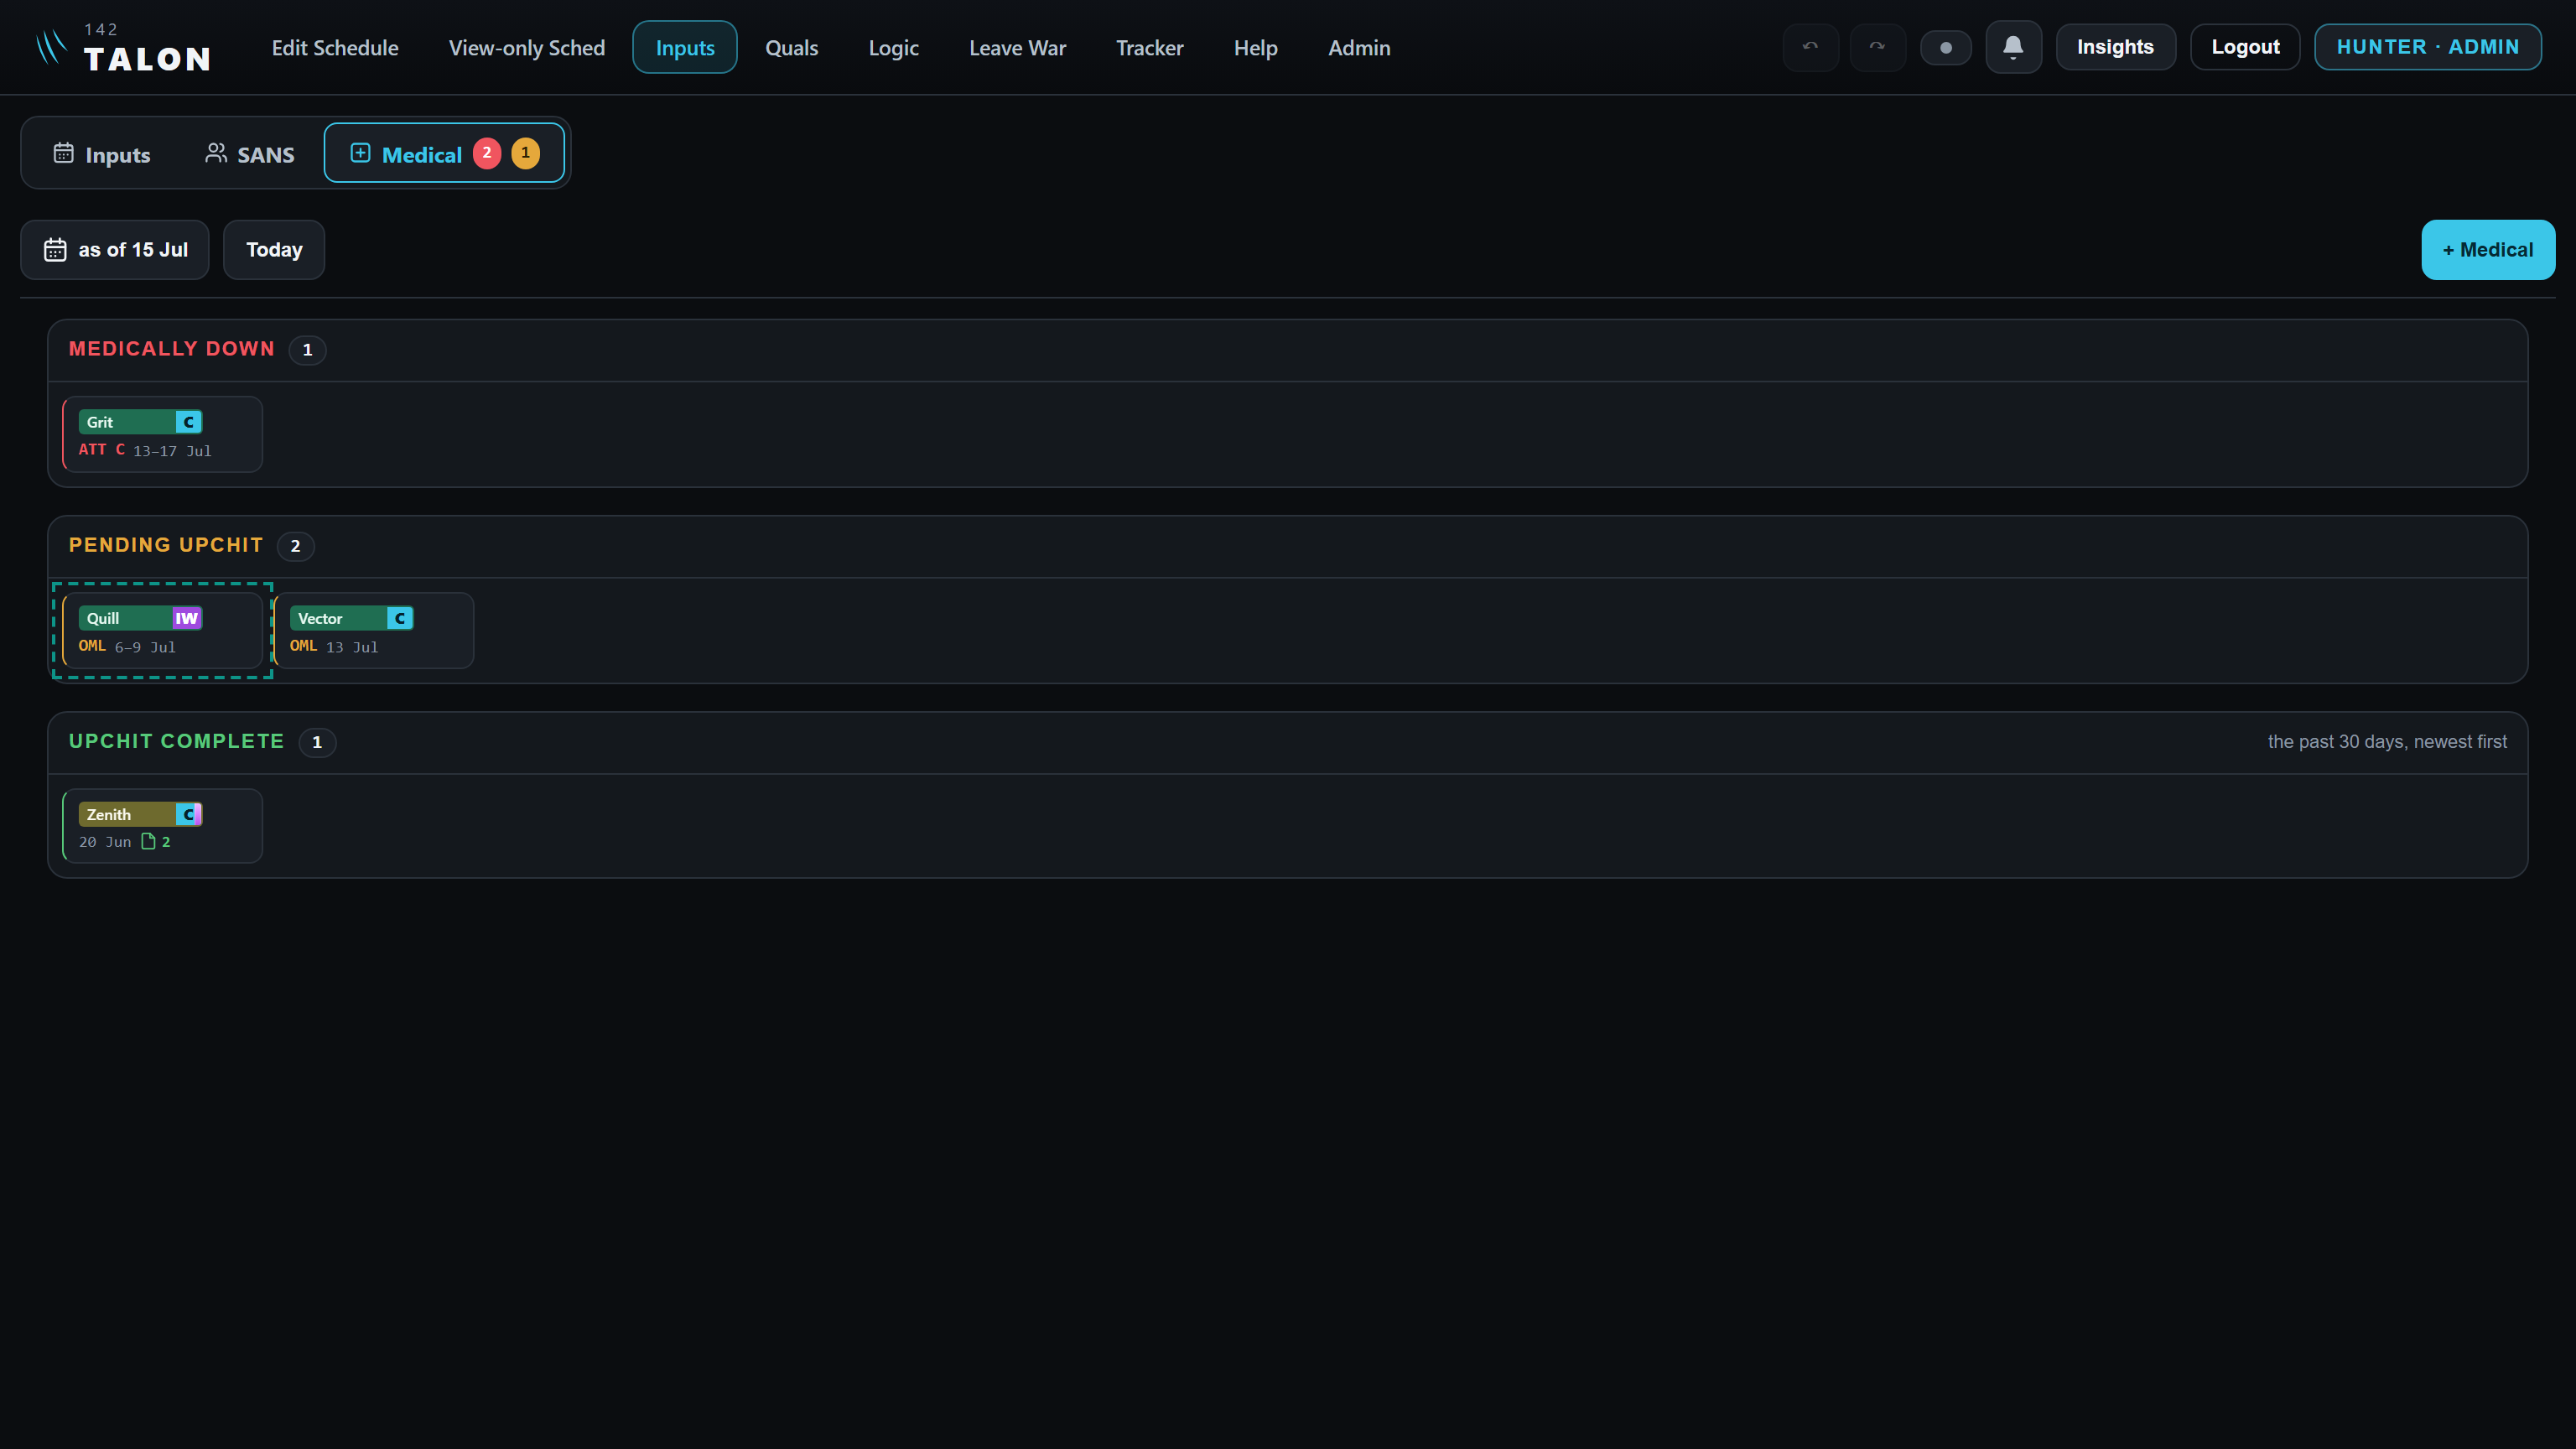 142
TALON
Edit Schedule
View-only Sched
Inputs
Quals
Logic
Leave War
Tracker
Help
Admin
Insights
Logout
HUNTER · ADMIN
Inputs
SANS
Medical 2 1
as of 15 Jul
Today
+ Medical
MEDICALLY DOWN 1
Grit C
ATT C 13–17 Jul
PENDING UPCHIT 2
Quill IW
OML 6–9 Jul
Vector C
OML 13 Jul
UPCHIT COMPLETE 1
the past 30 days, newest first
Zenith C
20 Jun 2